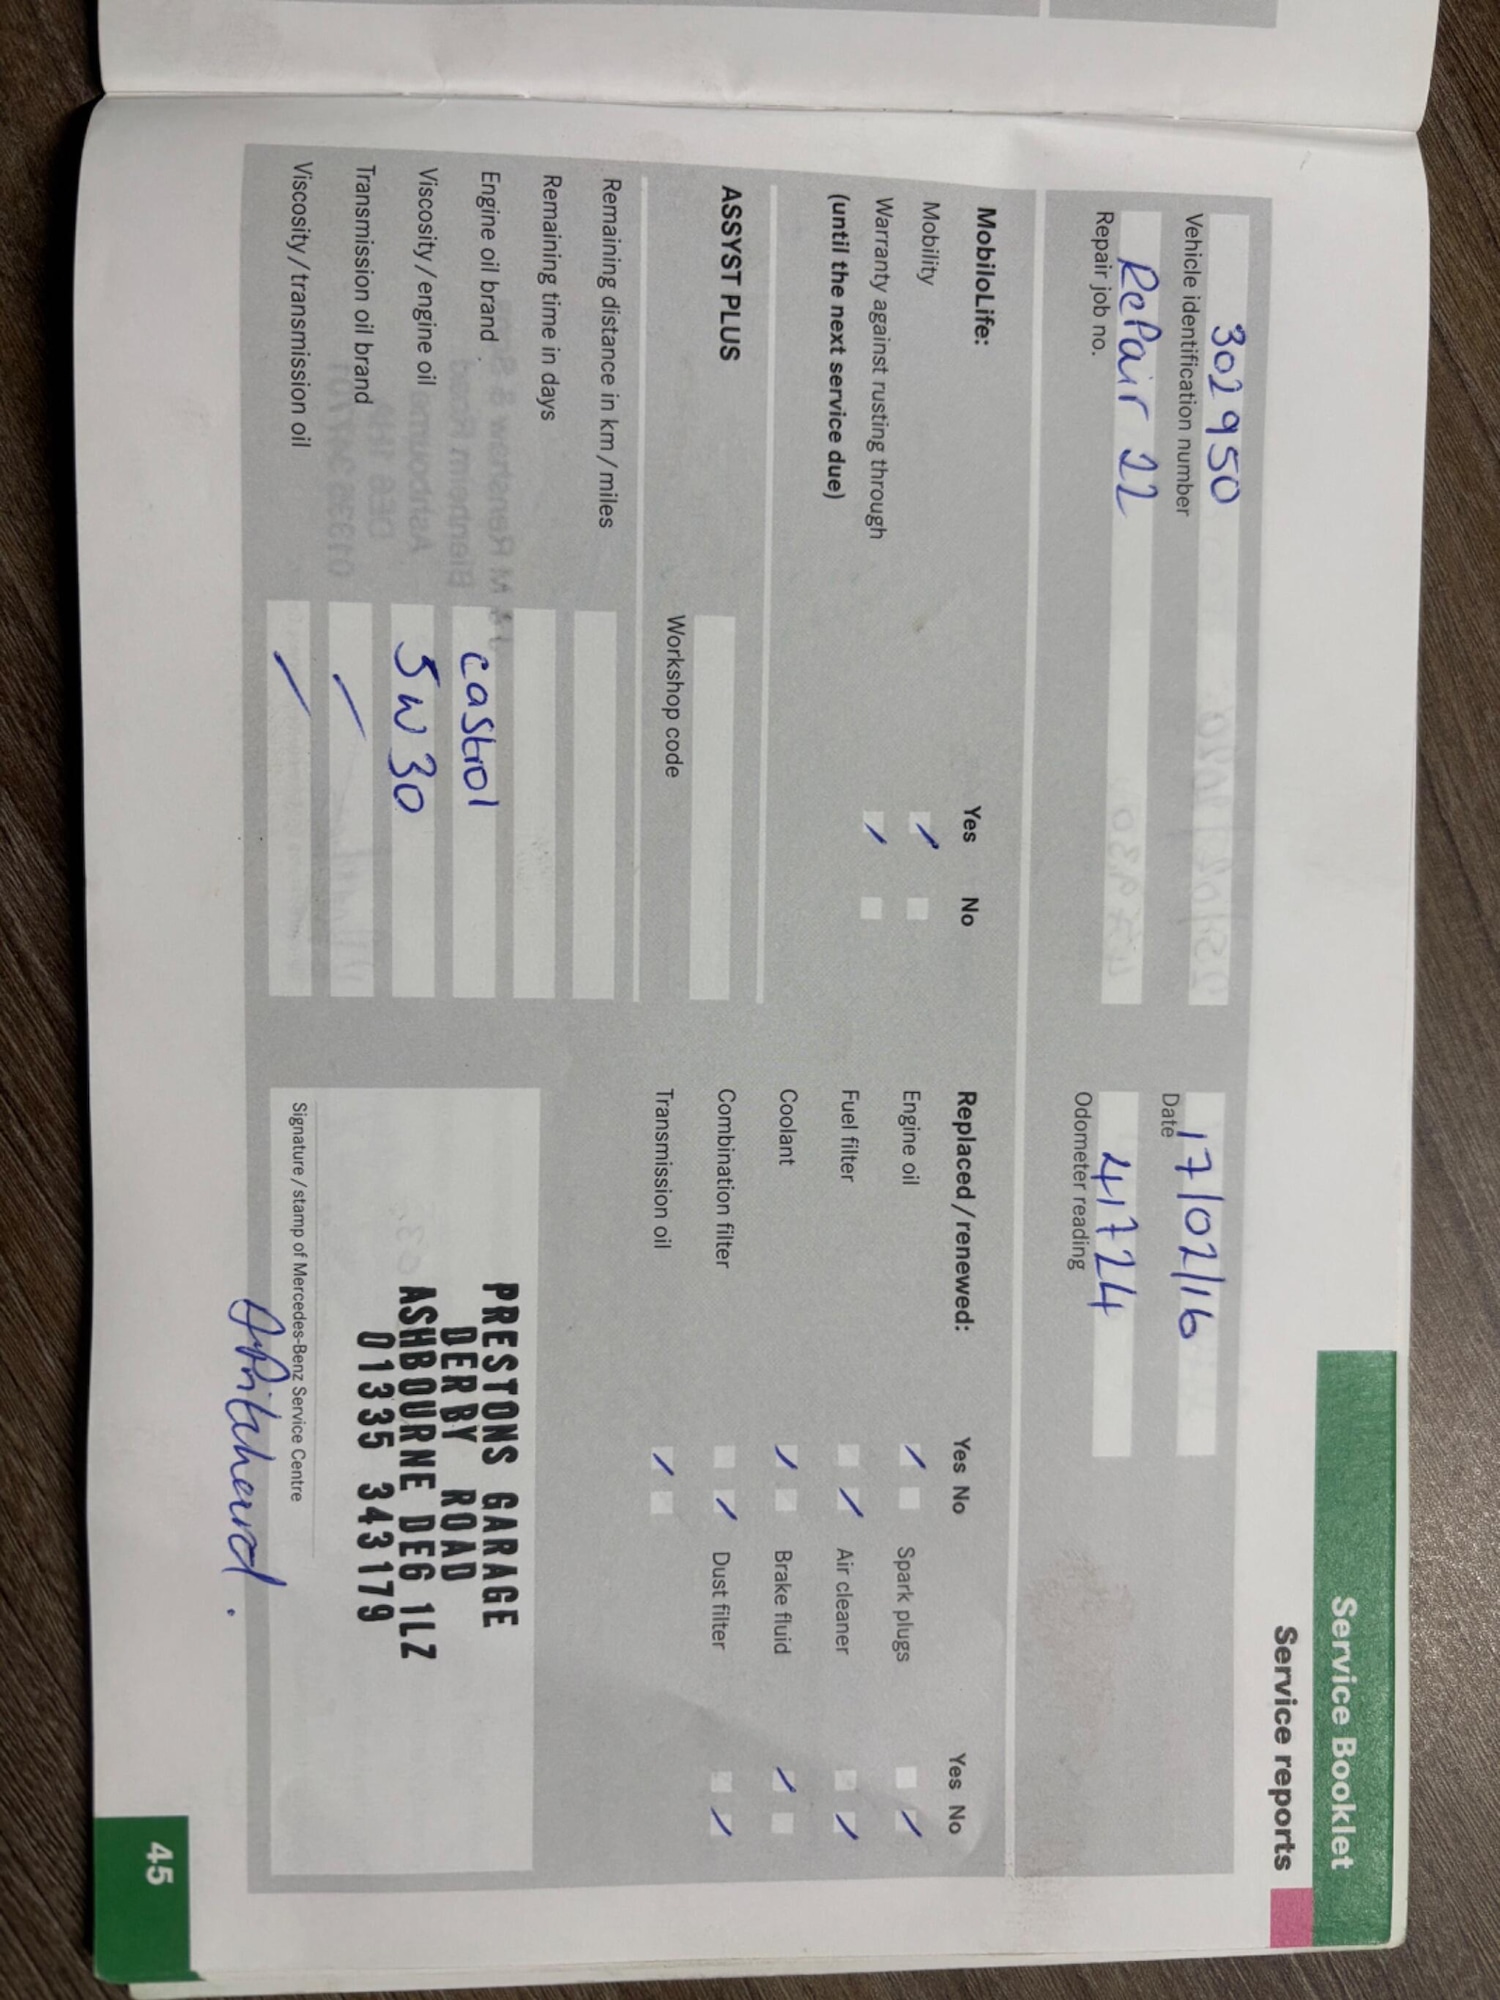 Service Booklet
Service reports
302950
Vehicle identification number
17/02/16
Date
Repair 22
Repair job no.
41724
Odometer reading
MobiloLife:
Yes No
Mobility
Warranty against rusting through
(until the next service due)
ASSYST PLUS
Workshop code
Remaining distance in km / miles
Remaining time in days
Engine oil brand castrol
Viscosity / engine oil 5w30
Transmission oil brand /
Viscosity / transmission oil /
Replaced / renewed:
Yes No
Yes No
Engine oil
Spark plugs
Fuel filter
Air cleaner
Coolant
Brake fluid
Combination filter
Dust filter
Transmission oil
PRESTONS GARAGE
DERBY ROAD
ASHBOURNE DE6 1LZ
01335 343179
Signature / stamp of Mercedes-Benz Service Centre
45